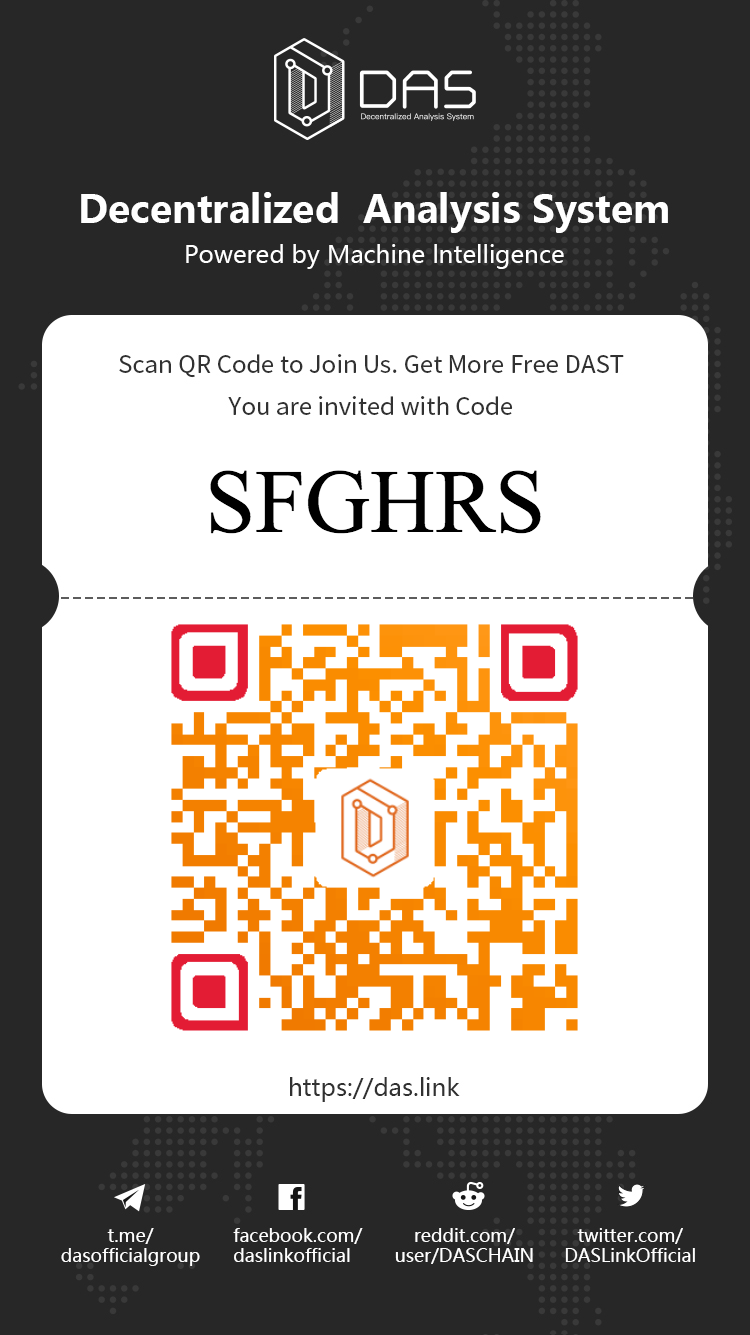 DAS
Decentralized Analysis System
Decentralized Analysis System
Powered by Machine Intelligence
Scan QR Code to Join Us. Get More Free DAST
You are invited with Code
SFGHRS
https://das.link
t.me/
dasofficialgroup
facebook.com/
daslinkofficial
reddit.com/
user/DASCHAIN
twitter.com/
DASLinkOfficial